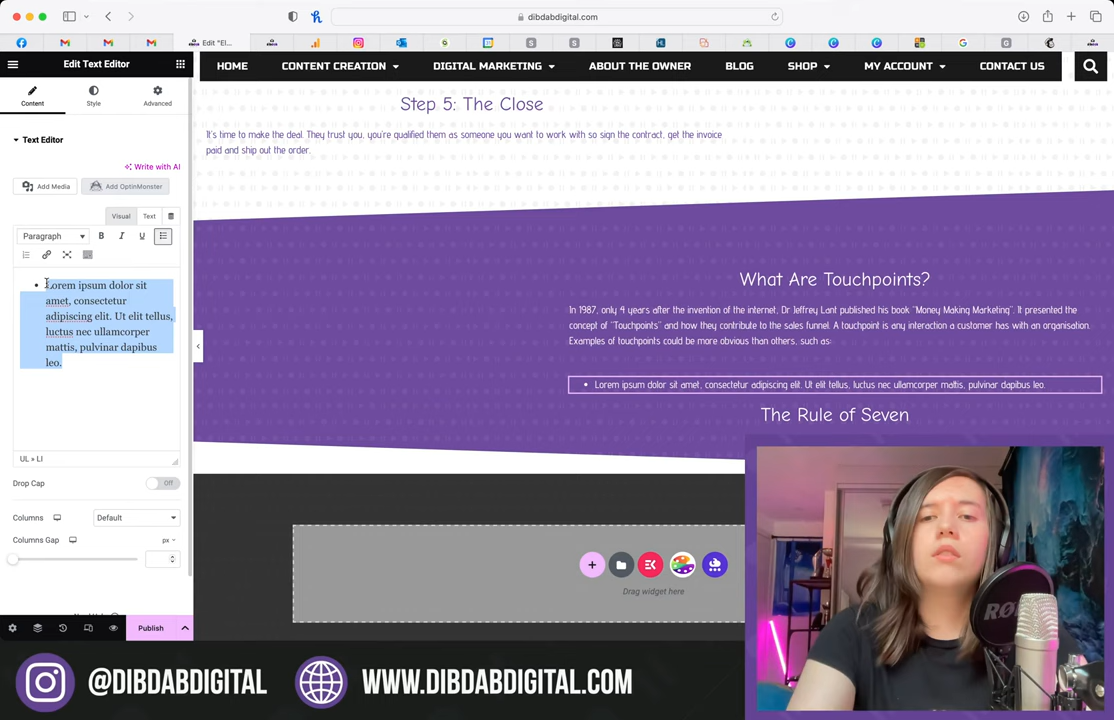 dibdabdigital.com
Edit "El...
Edit Text Editor
HOME
CONTENT CREATION
DIGITAL MARKETING
ABOUT THE OWNER
BLOG
SHOP
MY ACCOUNT
CONTACT US
Content
Style
Advanced
Text Editor
Write with AI
Add Media
Add OptinMonster
Visual
Text
Paragraph
B
I
U
Lorem ipsum dolor sit
amet, consectetur
adipiscing elit. Ut elit tellus,
luctus nec ullamcorper
mattis, pulvinar dapibus
leo.
UL » LI
Drop Cap
Off
Columns
Default
Columns Gap
px
Publish
Step 5: The Close
It's time to make the deal. They trust you, you're qualified them as someone you want to work with so sign the contract, get the invoice
paid and ship out the order.
What Are Touchpoints?
In 1987, only 4 years after the invention of the internet, Dr Jeffrey Lant published his book "Money Making Marketing". It presented the
concept of "Touchpoints" and how they contribute to the sales funnel. A touchpoint is any interaction a customer has with an organisation.
Examples of touchpoints could be more obvious than others, such as:
Lorem ipsum dolor sit amet, consectetur adipiscing elit. Ut elit tellus, luctus nec ullamcorper mattis, pulvinar dapibus leo.
The Rule of Seven
Drag widget here
@DIBDABDIGITAL
WWW.DIBDABDIGITAL.COM